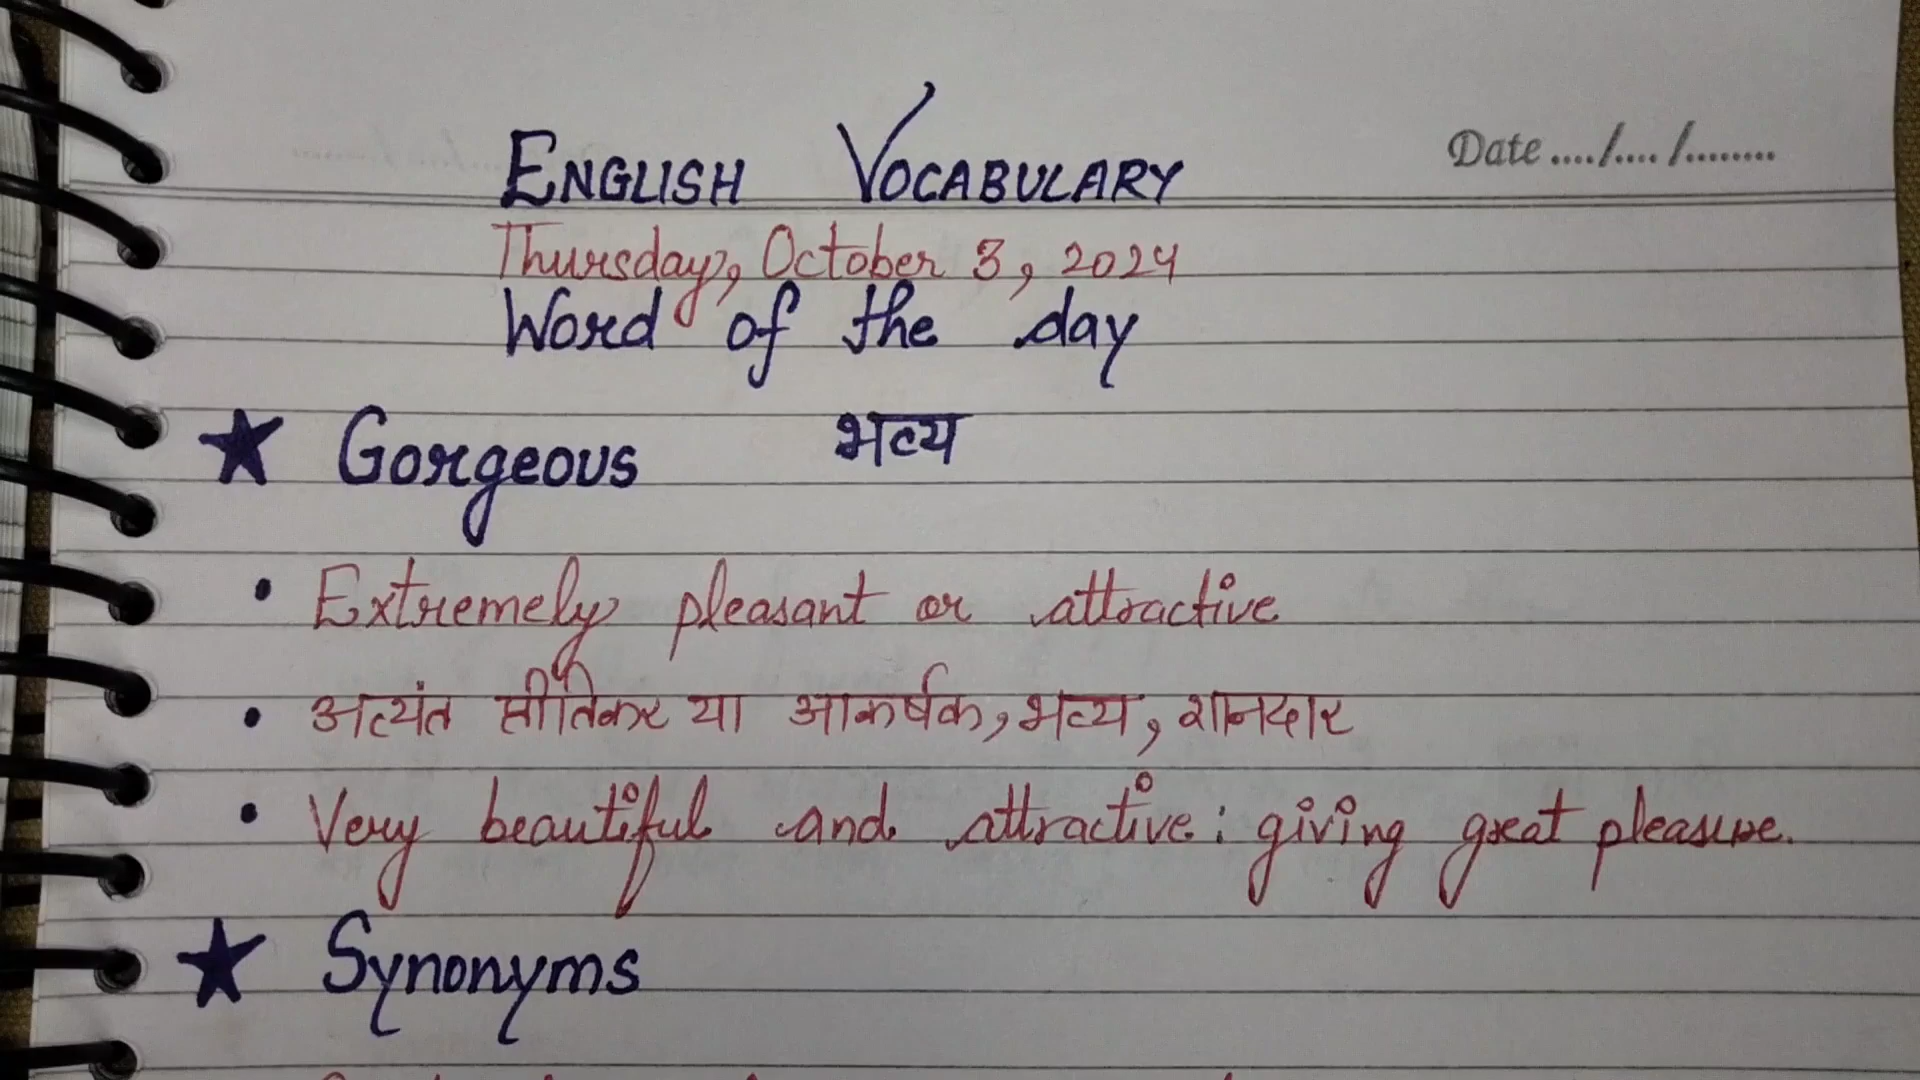 Date ..../..../........
ENGLISH VOCABULARY
Thursday, October 3, 2024
Word of the day
Gorgeous भव्य
Extremely pleasant or attractive
अत्यंत प्रीतिकर या आकर्षक, भव्य, शानदार
Very beautiful and attractive: giving great pleasure.
Synonyms